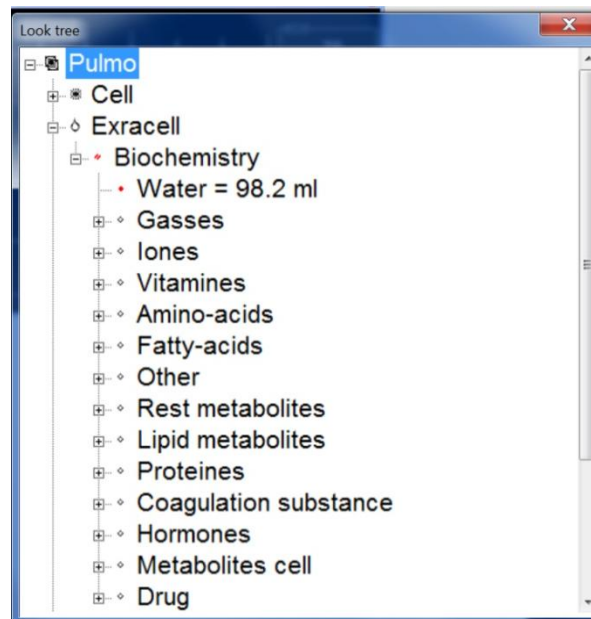 Look tree
Pulmo
Cell
Exracell
Biochemistry
Water = 98.2 ml
Gasses
Iones
Vitamines
Amino-acids
Fatty-acids
Other
Rest metabolites
Lipid metabolites
Proteines
Coagulation substance
Hormones
Metabolites cell
Drug